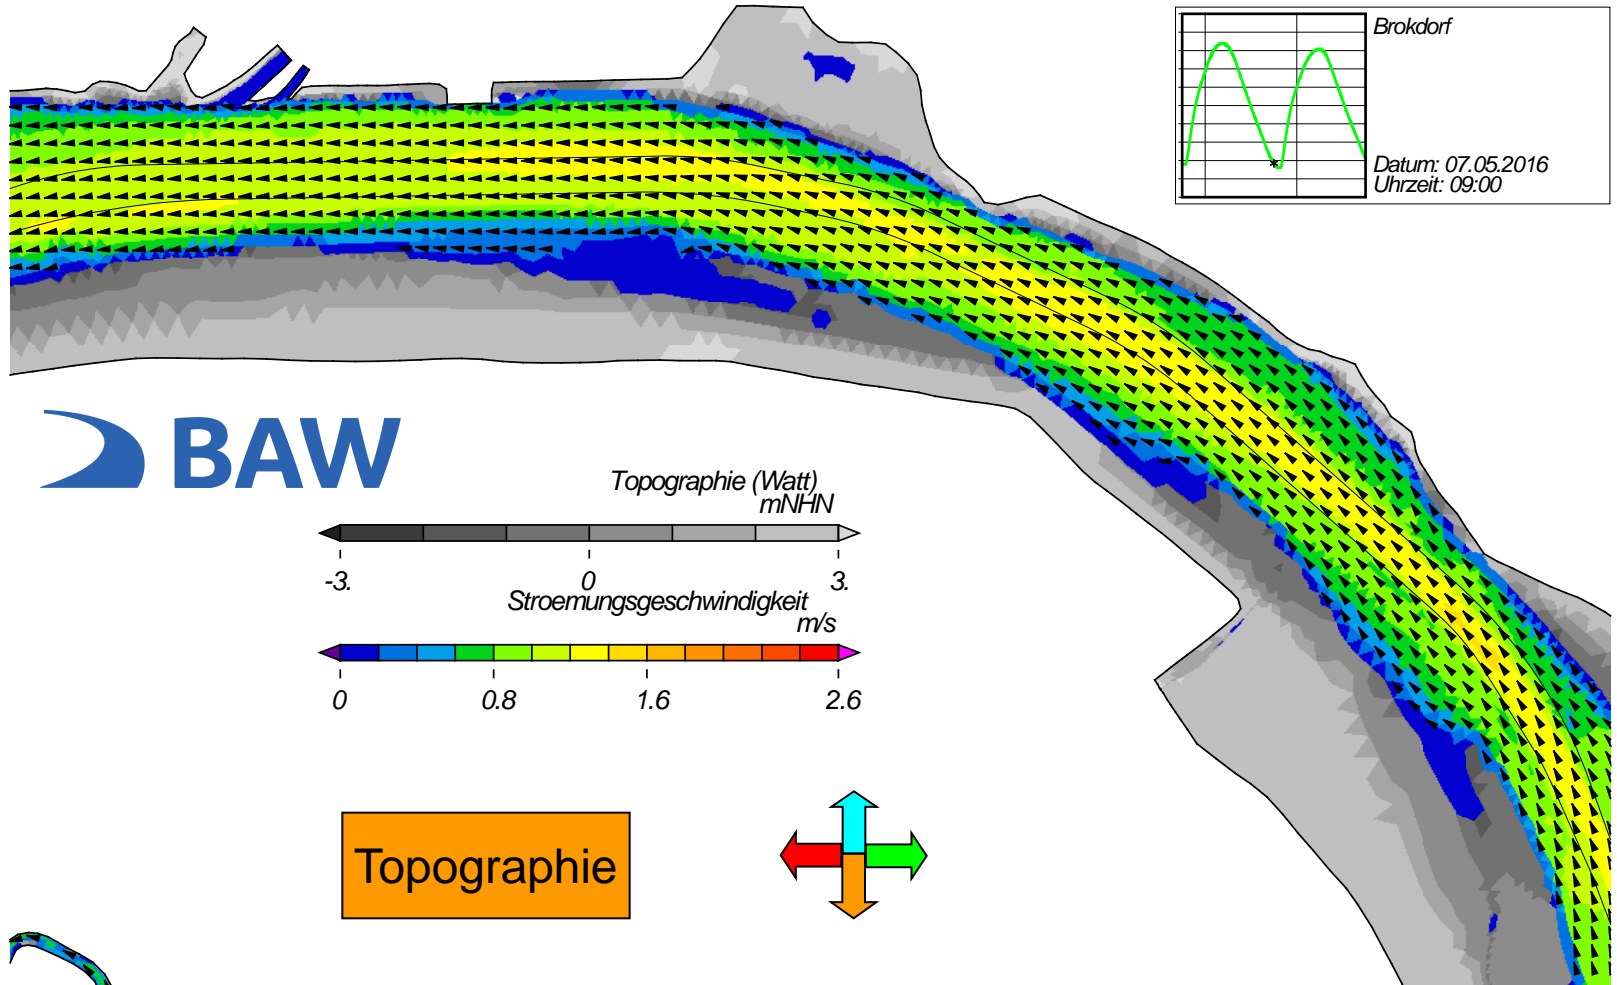 Brokdorf
Datum: 07.05.2016
Uhrzeit: 09:00
BAW
Topographie (Watt)
mNHN
-3. 0 3.
Stroemungsgeschwindigkeit
m/s
0 0.8 1.6 2.6
Topographie